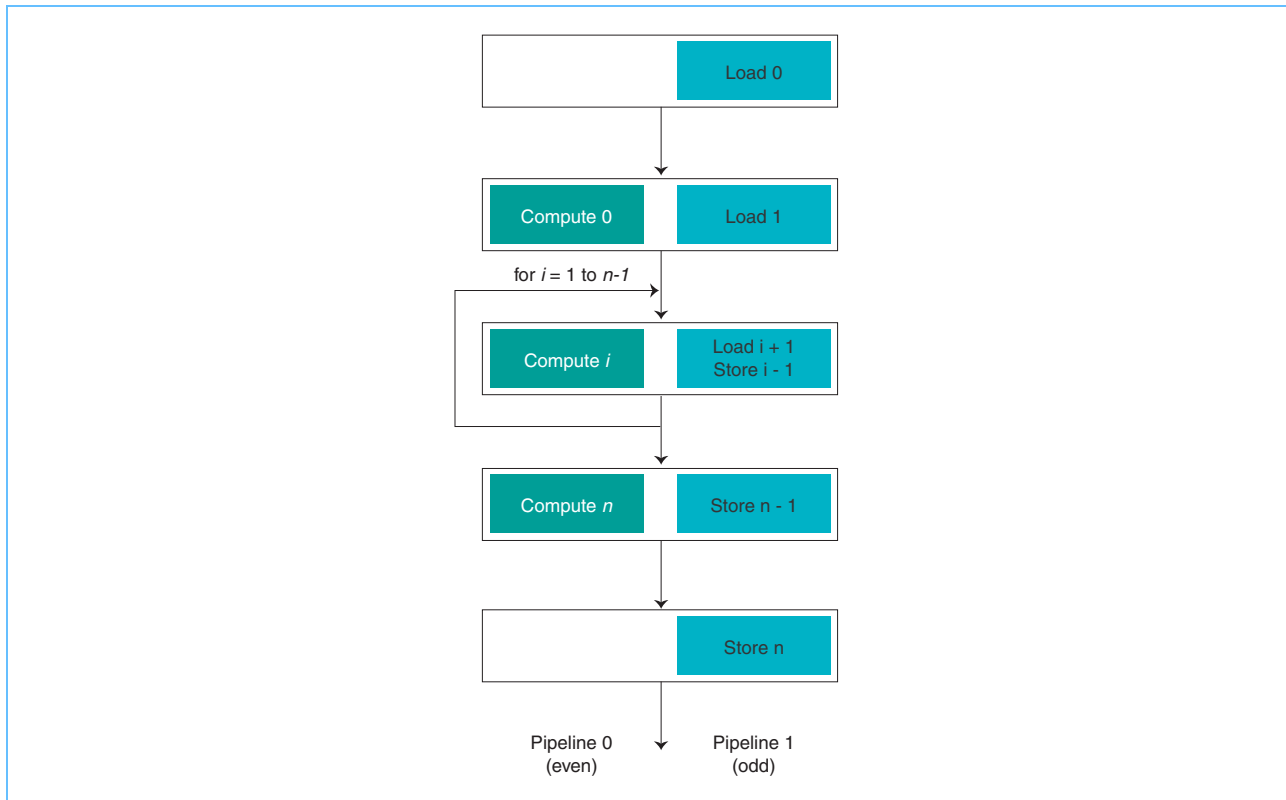 Load 0
Compute 0
Load 1
for i = 1 to n-1
Compute i
Load i + 1
Store i - 1
Compute n
Store n - 1
Store n
Pipeline 0
(even)
Pipeline 1
(odd)